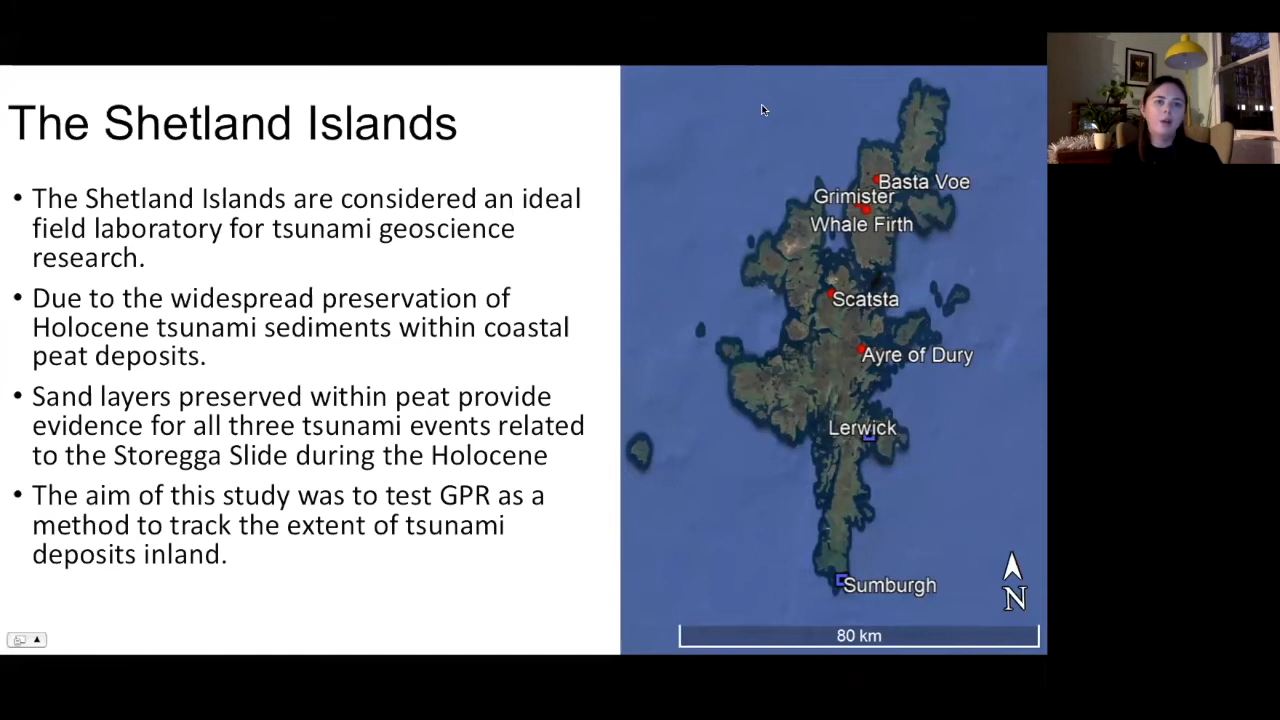 The Shetland Islands
• The Shetland Islands are considered an ideal
field laboratory for tsunami geoscience
research.
• Due to the widespread preservation of
Holocene tsunami sediments within coastal
peat deposits.
• Sand layers preserved within peat provide
evidence for all three tsunami events related
to the Storegga Slide during the Holocene
• The aim of this study was to test GPR as a
method to track the extent of tsunami
deposits inland.
Basta Voe
Grimister
Whale Firth
Scatsta
Ayre of Dury
Lerwick
Sumburgh
N
80 km